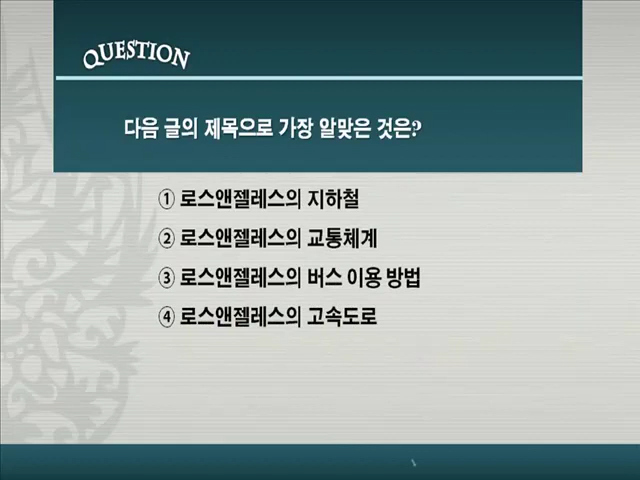 QUESTION
다음 글의 제목으로 가장 알맞은 것은?
① 로스앤젤레스의 지하철
② 로스앤젤레스의 교통체계
③ 로스앤젤레스의 버스 이용 방법
④ 로스앤젤레스의 고속도로